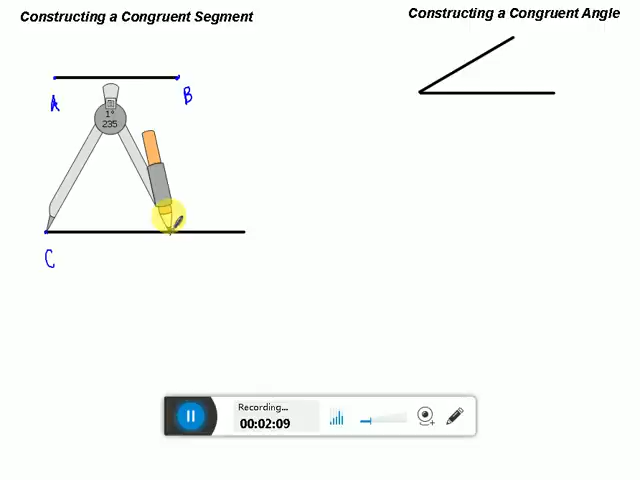 Constructing a Congruent Segment
Constructing a Congruent Angle
A
B
1°
235
C
Recording...
00:02:09